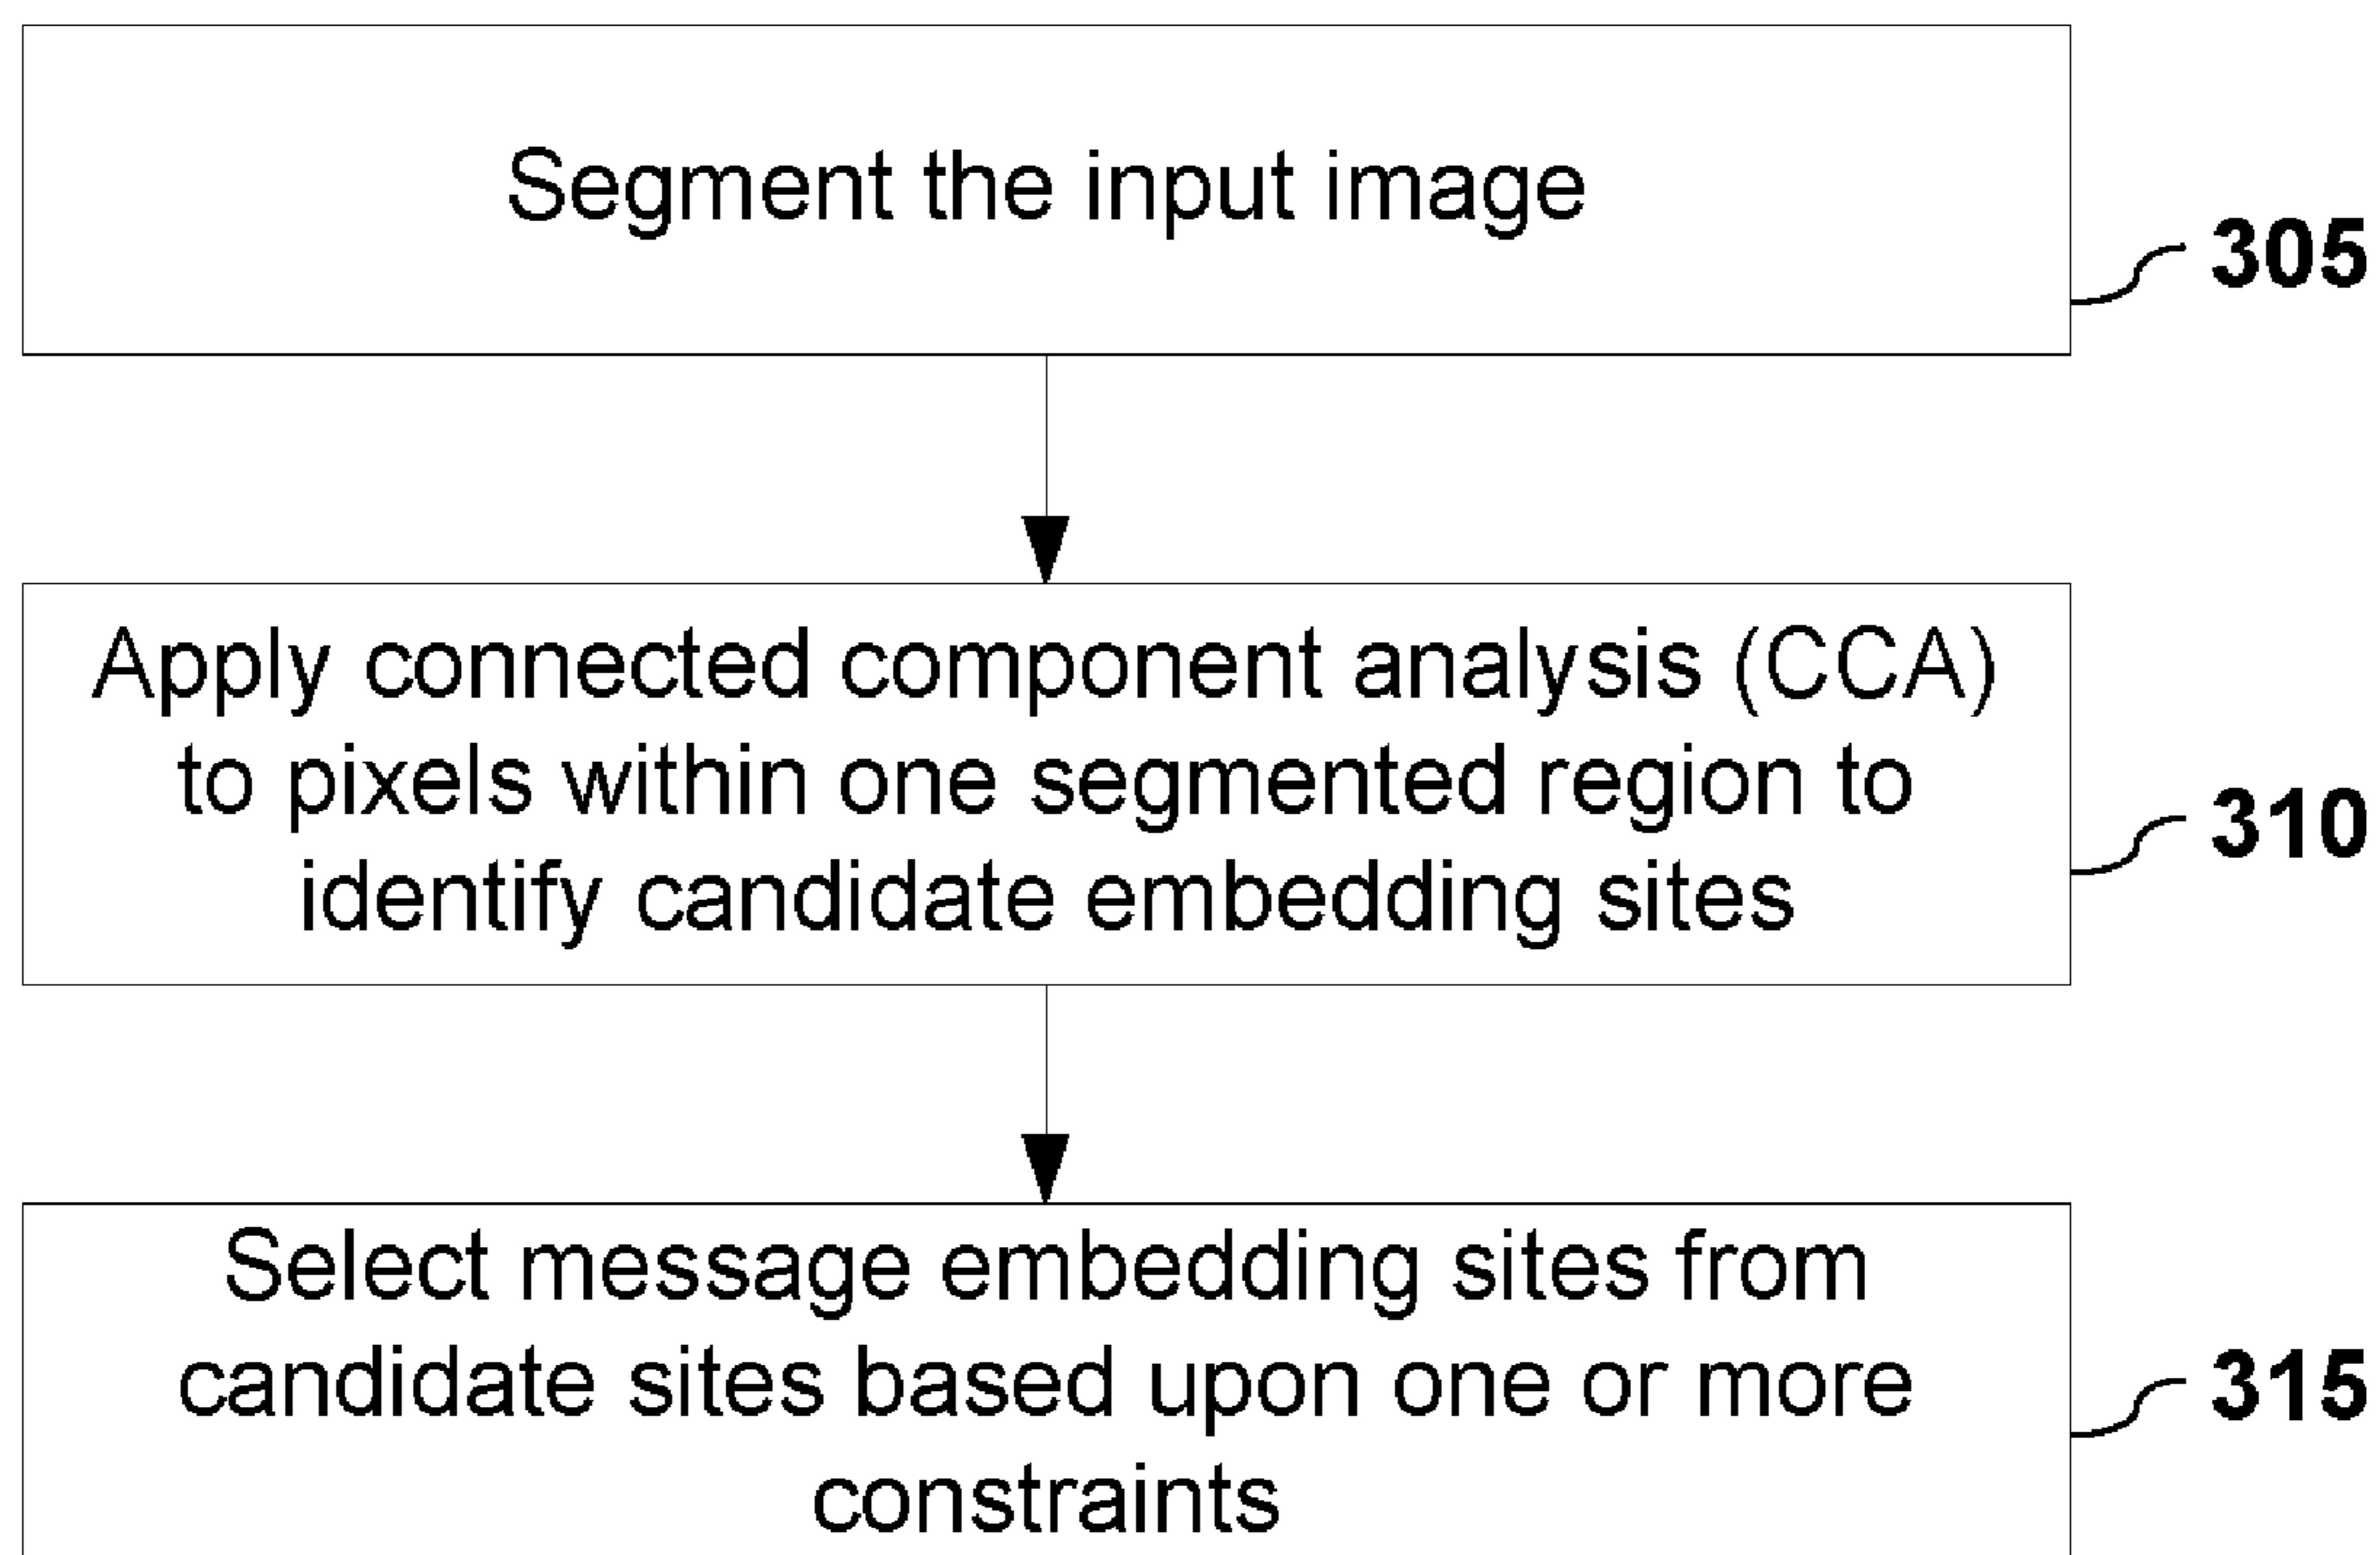 Segment the input image
305
Apply connected component analysis (CCA)
to pixels within one segmented region to
identify candidate embedding sites
310
Select message embedding sites from
candidate sites based upon one or more
constraints
315